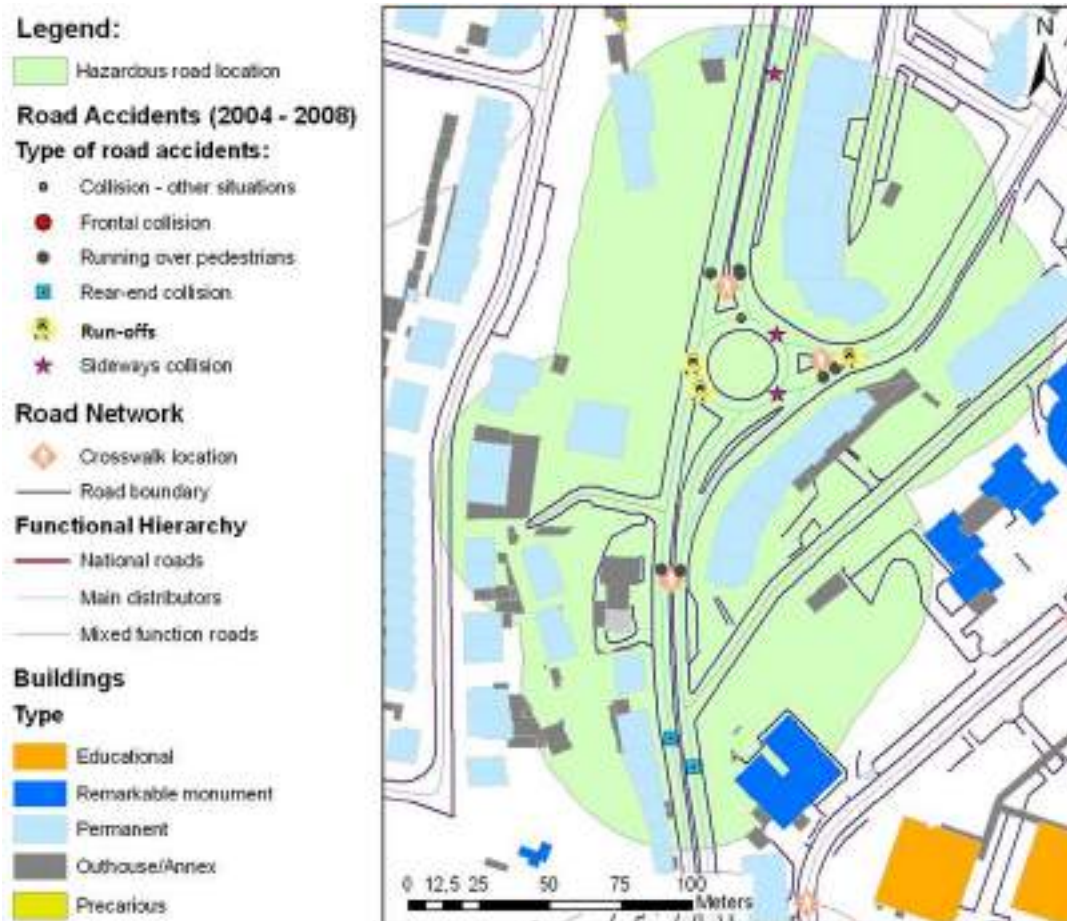 Legend:
Hazardous road location
Road Accidents (2004 - 2008)
Type of road accidents:
Collision - other situations
Frontal collision
Running over pedestrians
Rear-end collision
Run-offs
Sideways collision
Road Network
Crosswalk location
Road boundary
Functional Hierarchy
National roads
Main distributors
Mixed function roads
Buildings
Type
Educational
Remarkable monument
Permanent
Outhouse/Annex
Precarious
N
0 12,5 25 50 75 100
Meters